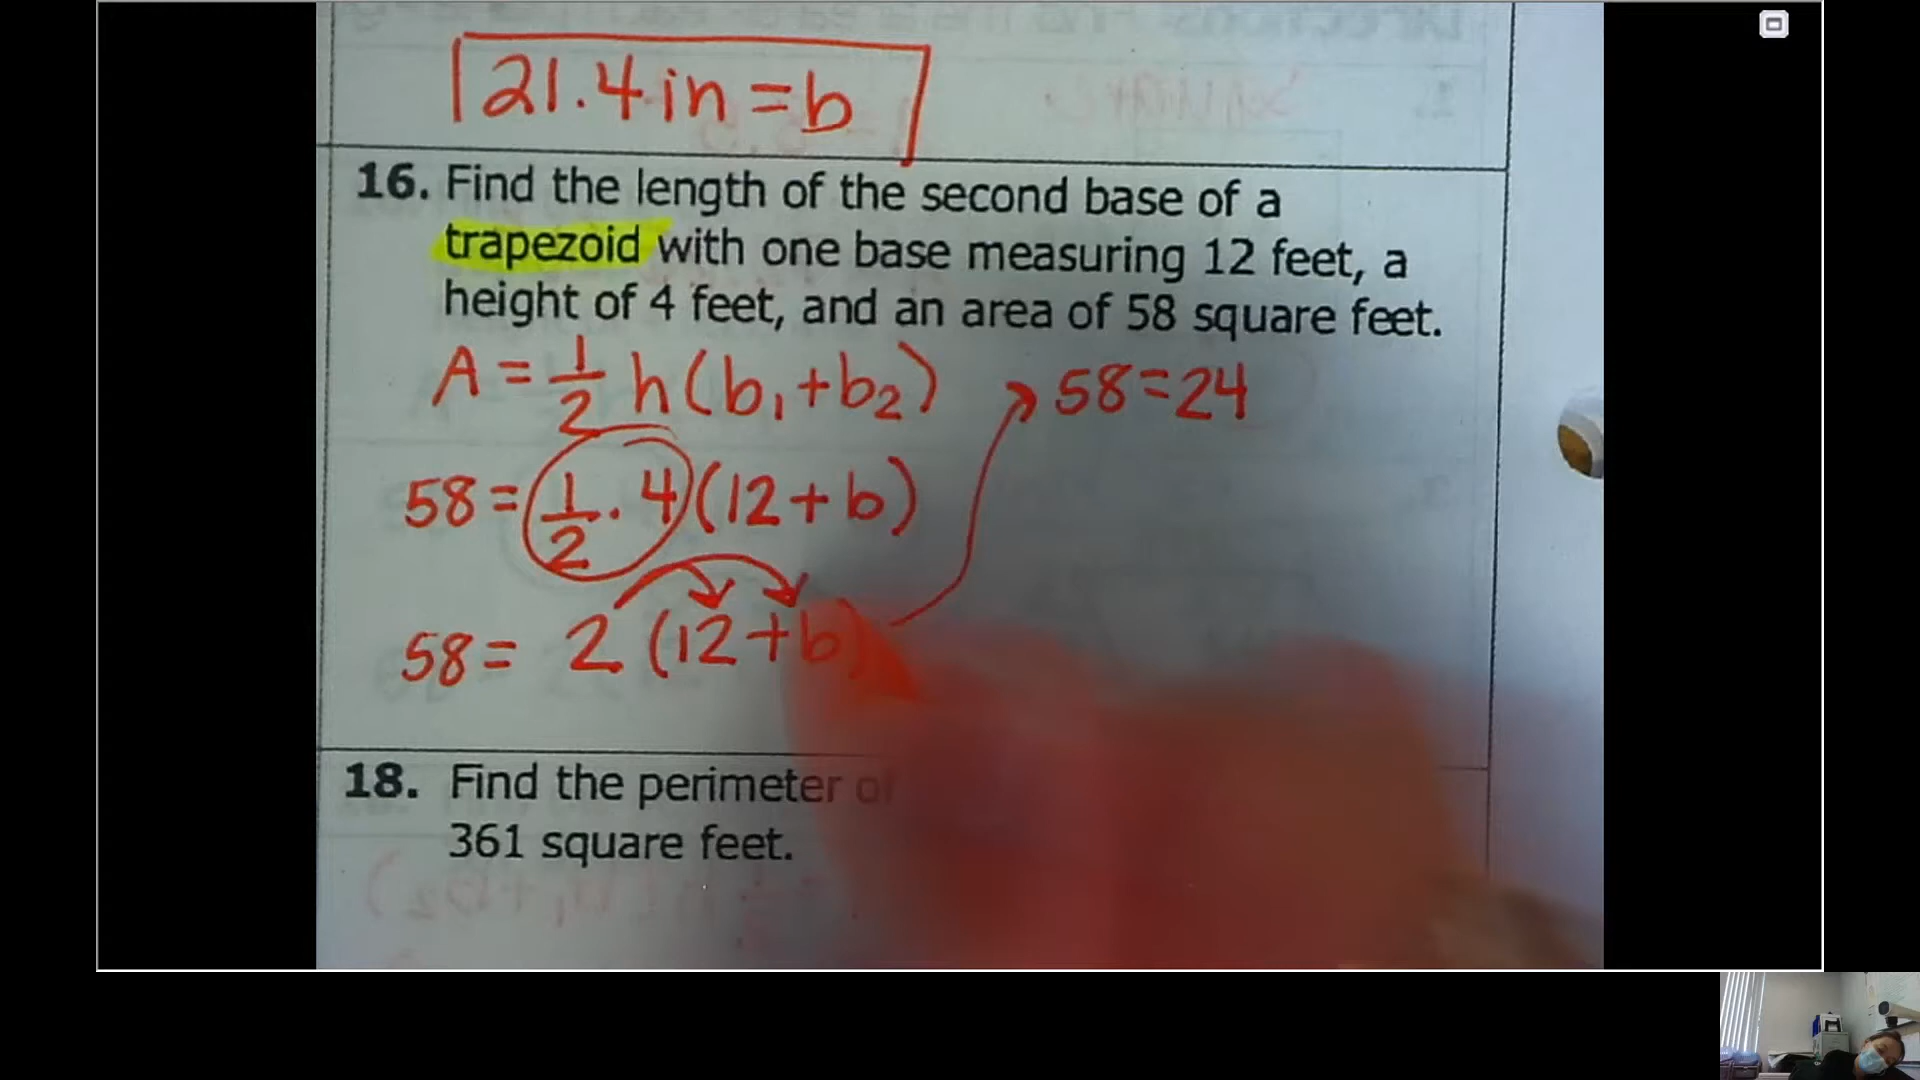 21.4 in = b
16. Find the length of the second base of a
trapezoid with one base measuring 12 feet, a
height of 4 feet, and an area of 58 square feet.
A = 1/2 h(b₁+b₂)
58 = 24
58 = 1/2 · 4 (12 + b)
58 = 2 (12 + b)
18. Find the perimeter of
361 square feet.